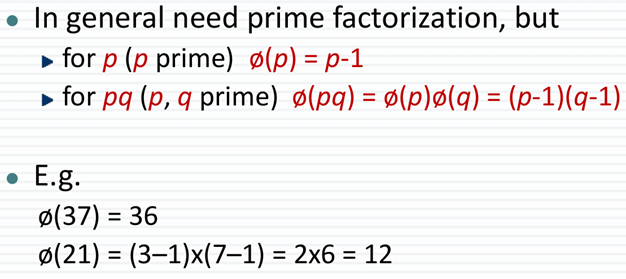 • In general need prime factorization, but
▶ for p (p prime) ø(p) = p-1
▶ for pq (p, q prime) ø(pq) = ø(p)ø(q) = (p-1)(q-1)
• E.g.
ø(37) = 36
ø(21) = (3–1)x(7–1) = 2x6 = 12